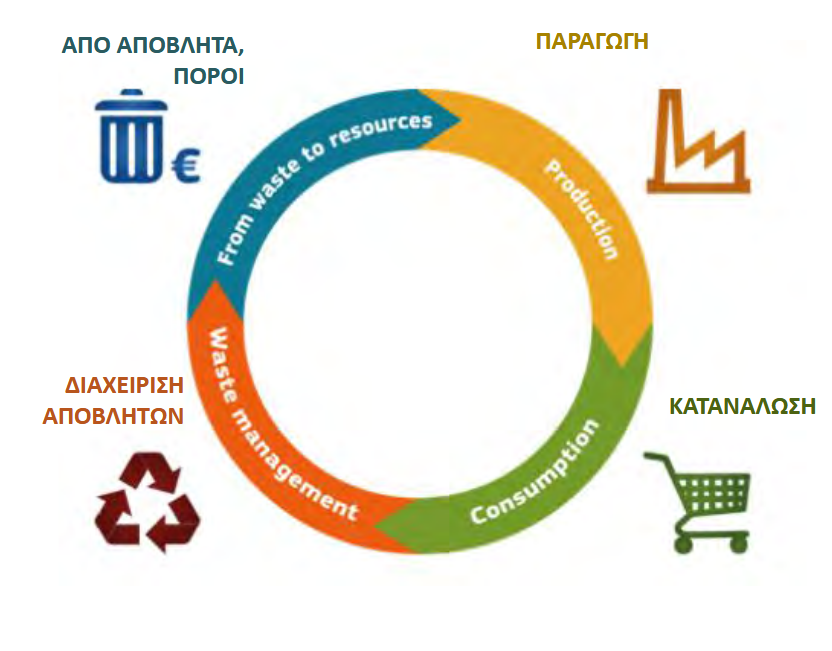 ΑΠΟ ΑΠΟΒΛΗΤΑ,
ΠΟΡΟΙ
€
ΠΑΡΑΓΩΓΗ
From waste to resources
Production
ΔΙΑΧΕΙΡΙΣΗ
ΑΠΟΒΛΗΤΩΝ
Waste management
Consumption
ΚΑΤΑΝΑΛΩΣΗ